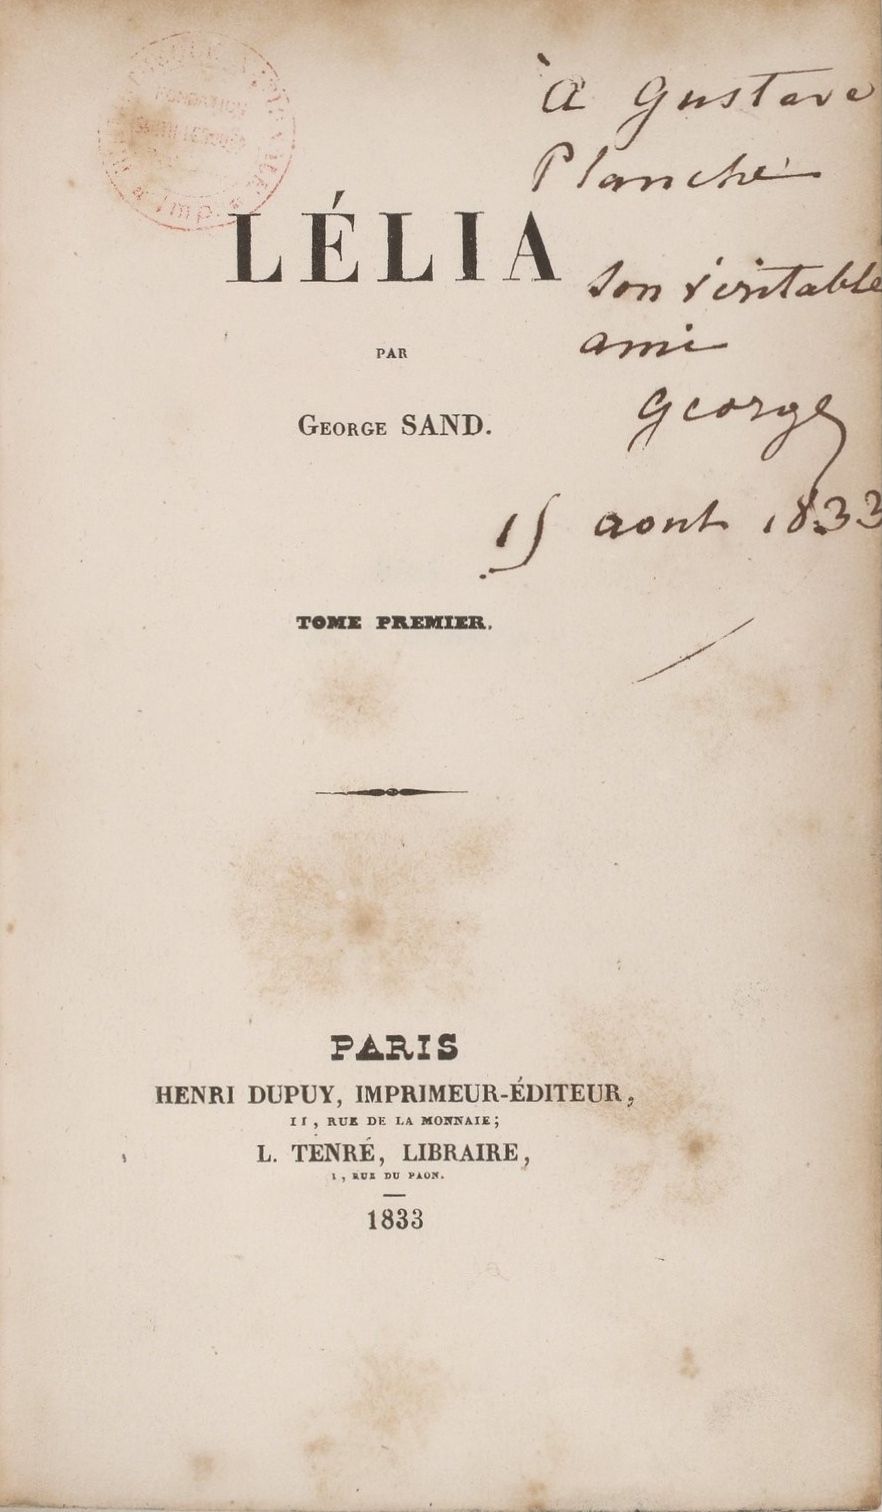 À Gustave
Planche
LÉLIA
son véritable
ami
PAR
George
GEORGE SAND.
15 aout 1833
TOME PREMIER.
PARIS
HENRI DUPUY, IMPRIMEUR-ÉDITEUR,
11, RUE DE LA MONNAIE;
L. TENRÉ, LIBRAIRE,
1, RUE DU PAON.
1833